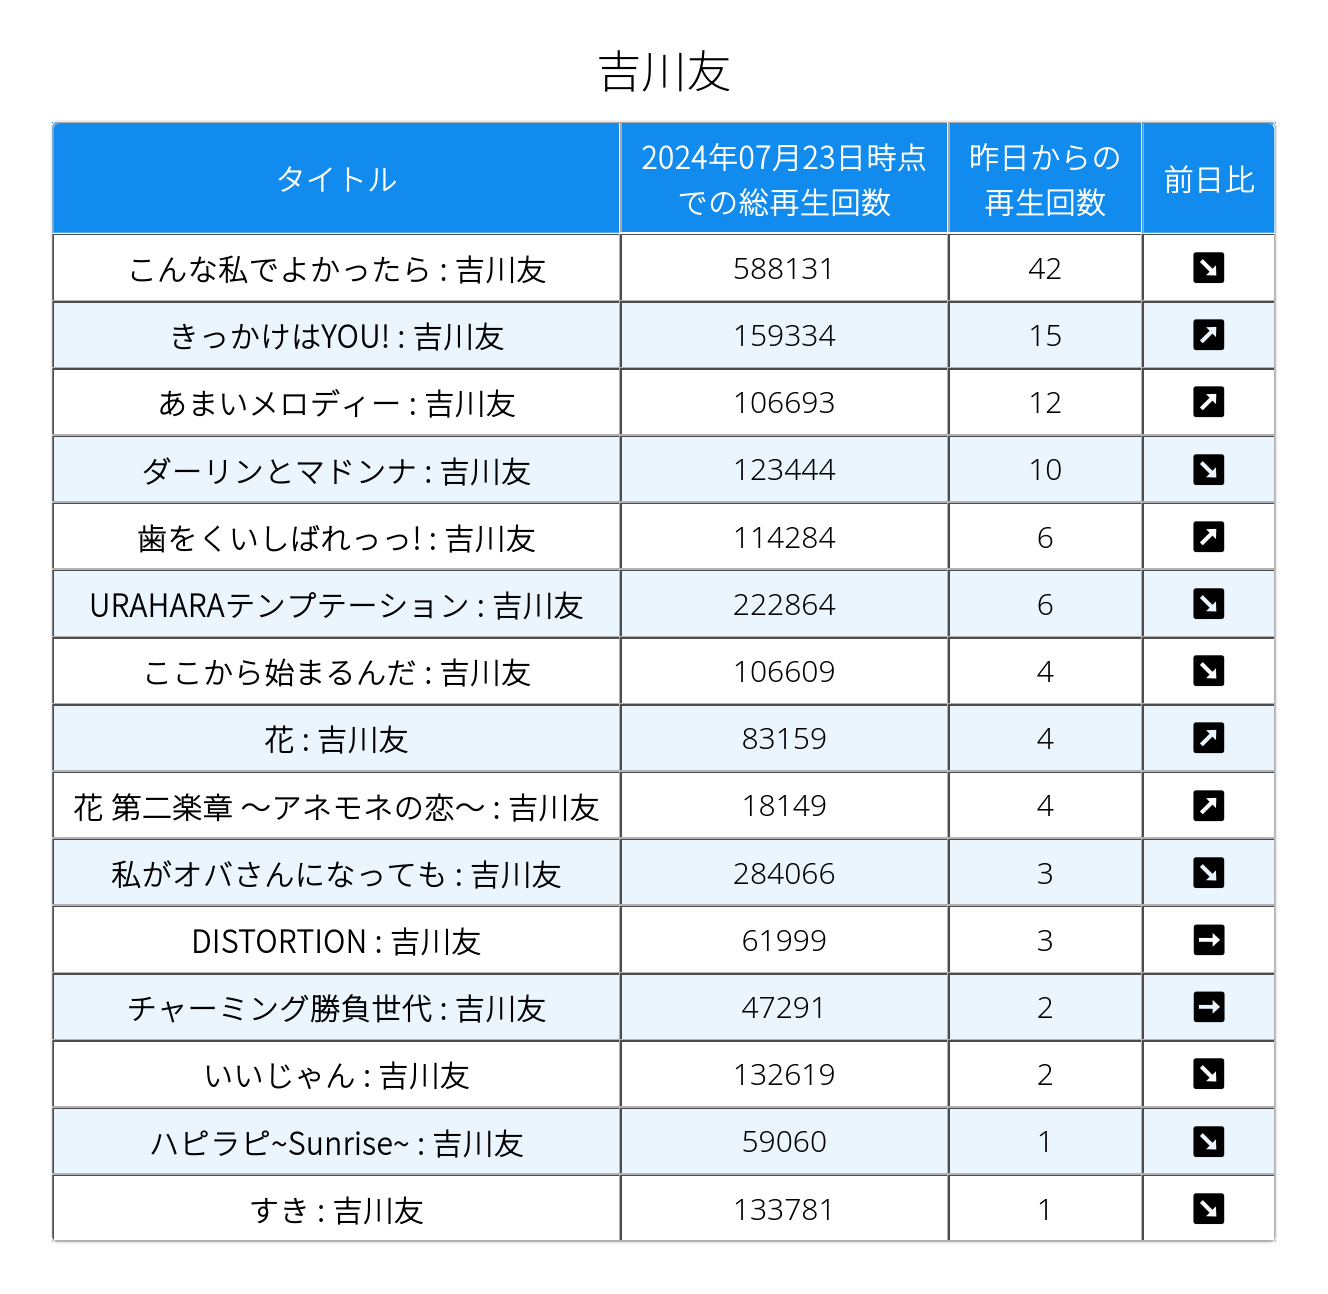 吉川友
タイトル
2024年07月23日時点
での総再生回数
昨日からの
再生回数
前日比
こんな私でよかったら : 吉川友 588131 42 ↘
きっかけはYOU! : 吉川友 159334 15 ↗
あまいメロディー : 吉川友 106693 12 ↗
ダーリンとマドンナ : 吉川友 123444 10 ↘
歯をくいしばれっっ! : 吉川友 114284 6 ↗
URAHARAテンプテーション : 吉川友 222864 6 ↘
ここから始まるんだ : 吉川友 106609 4 ↘
花 : 吉川友 83159 4 ↗
花 第二楽章 〜アネモネの恋〜 : 吉川友 18149 4 ↗
私がオバさんになっても : 吉川友 284066 3 ↘
DISTORTION : 吉川友 61999 3 →
チャーミング勝負世代 : 吉川友 47291 2 →
いいじゃん : 吉川友 132619 2 ↘
ハピラピ~Sunrise~ : 吉川友 59060 1 ↘
すき : 吉川友 133781 1 ↘